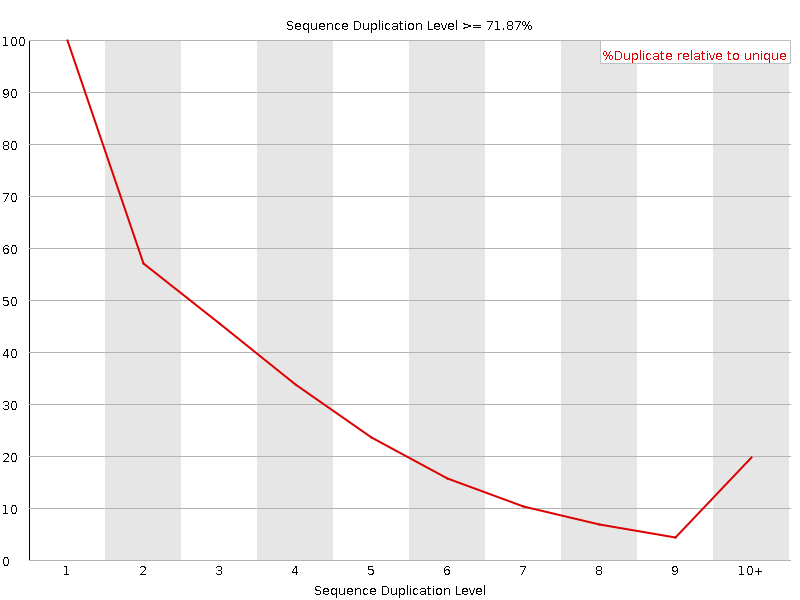 Sequence Duplication Level >= 71.87%
%Duplicate relative to unique
100
90
80
70
60
50
40
30
20
10
0
1 2 3 4 5 6 7 8 9 10+
Sequence Duplication Level